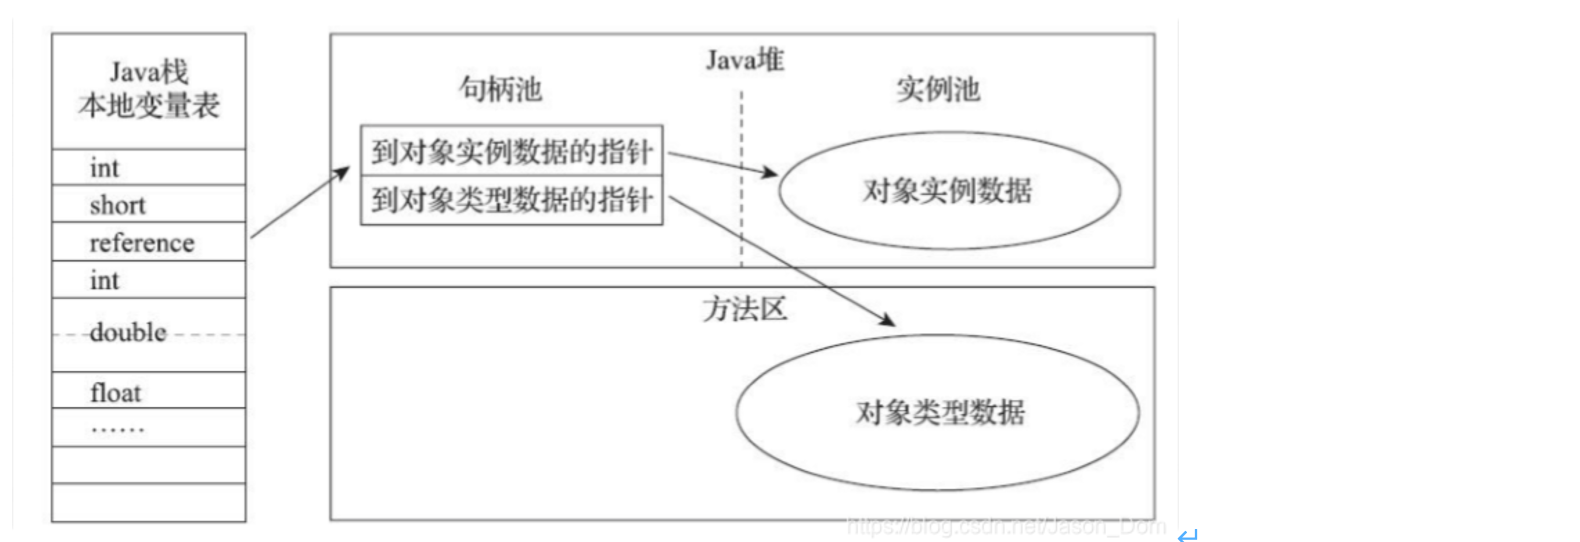 Java栈
本地变量表
int
short
reference
int
double
float
……
Java堆
句柄池
实例池
到对象实例数据的指针
到对象类型数据的指针
对象实例数据
方法区
对象类型数据
https://blog.csdn.net/Jason_Dom